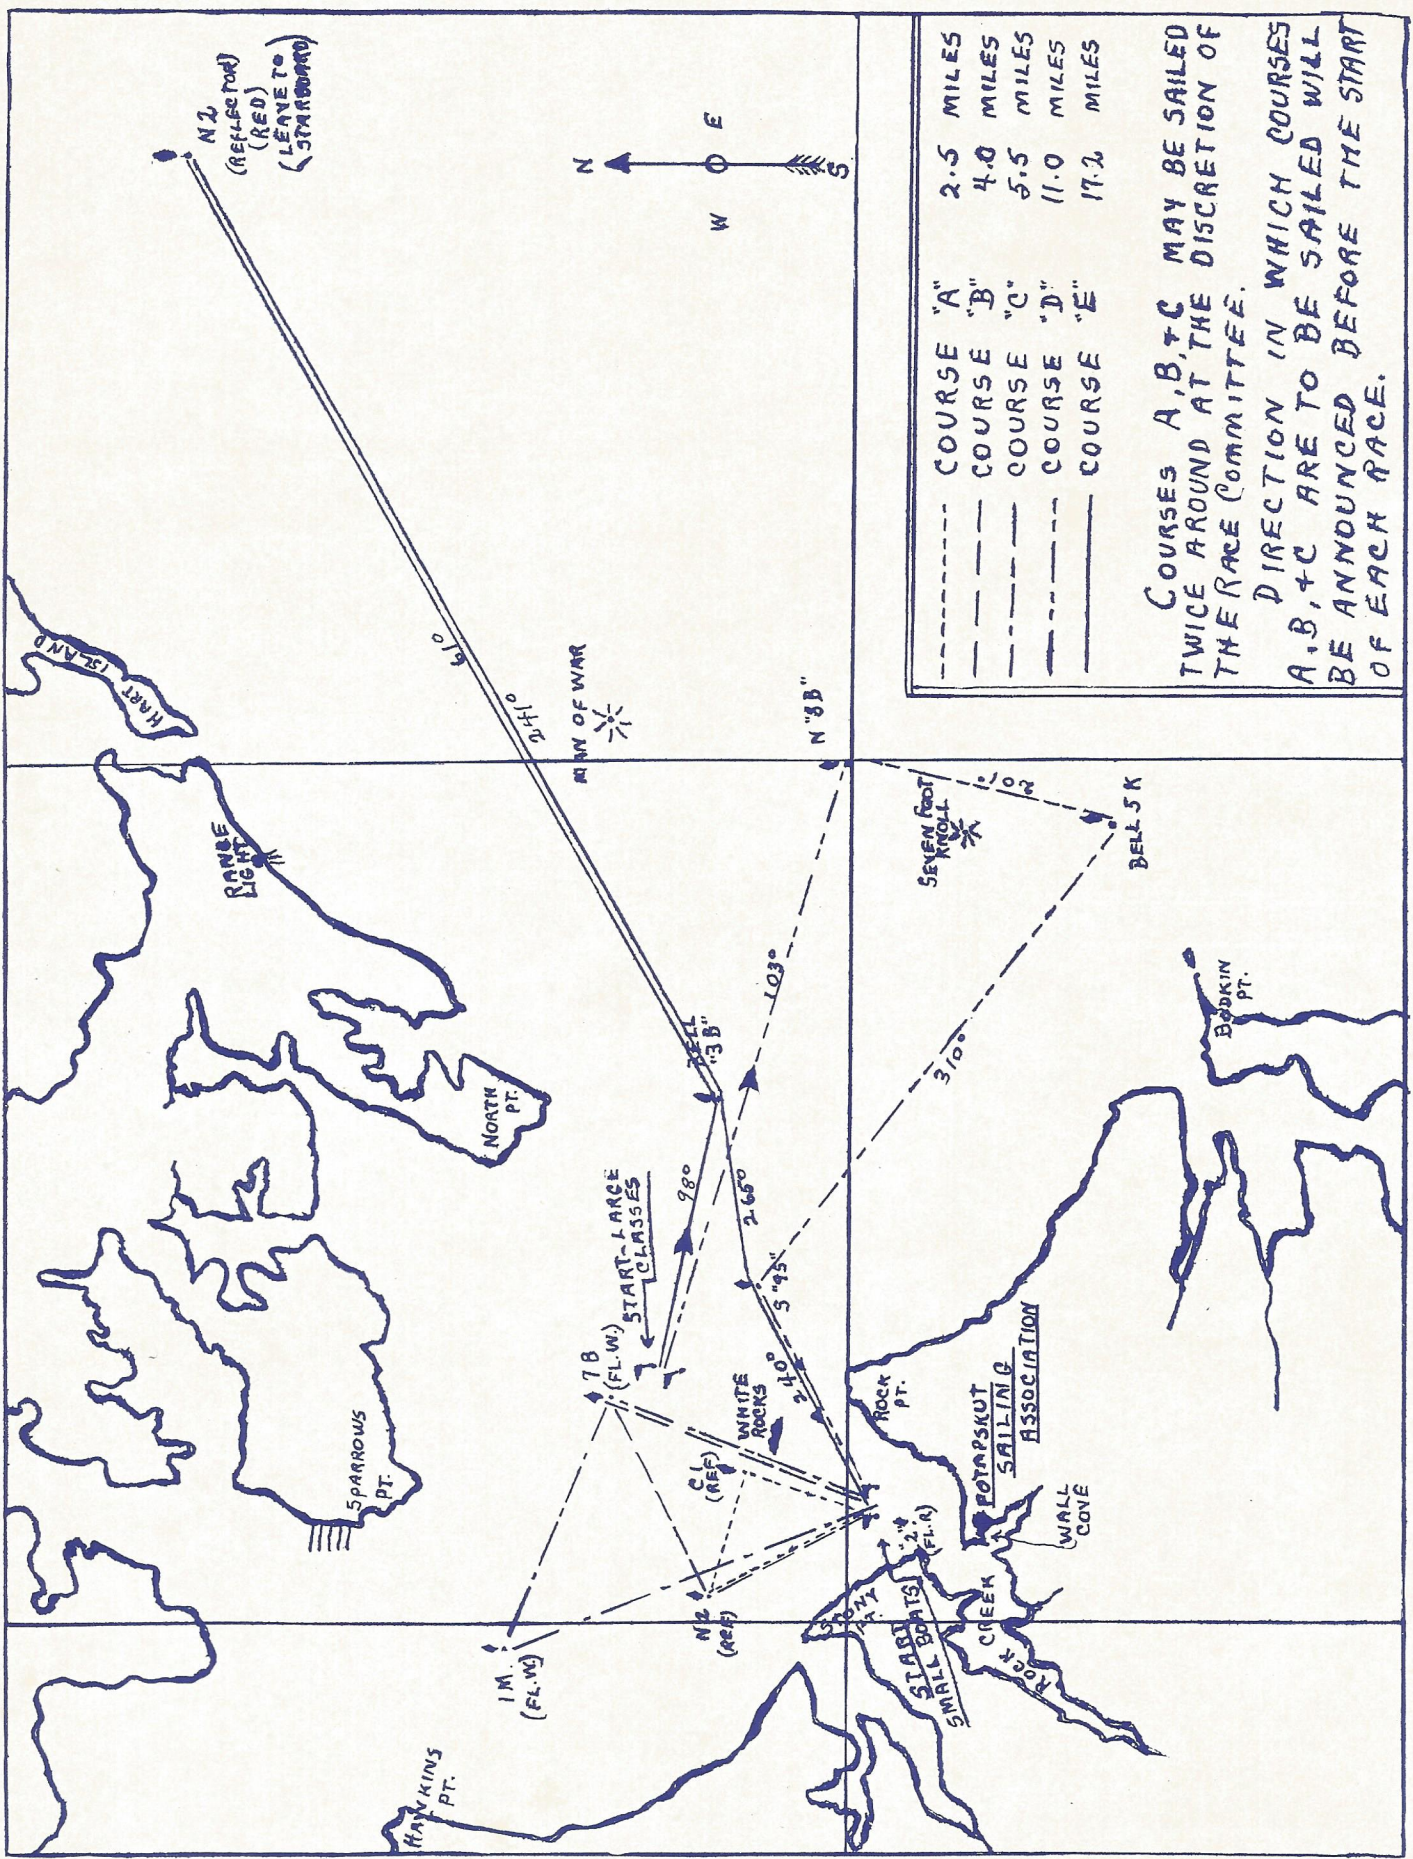 HAWKINS
PT.
1M.
(FL.W.)
SPARROWS
PT.
7B
(FL.W.)
START-LARGE
CLASSES
NORTH
PT.
RANGE
LIGHT
HART ISLAND
N2
(REFLECTOR)
(RED)
(LEAVE TO
STARBOARD)
N
W E
S
61°
241°
MAN OF WAR
BELL
"3B"
98°
103°
265°
N "8B"
N2
(REF)
C1
(REF)
WHITE
ROCKS
240°
S "95"
STONY
PT.
START
SMALL BOATS
"2"
(FL.R)
ROCK
PT.
ROCK CREEK
POTAPSKUT
SAILING
ASSOCIATION
WALL
COVE
310°
SEVEN FOOT
KNOLL
BELL 5K
BODKIN
PT.
COURSE "A" 2.5 MILES
COURSE "B" 4.0 MILES
COURSE "C" 5.5 MILES
COURSE "D" 11.0 MILES
COURSE "E" 17.2 MILES
COURSES A, B, + C MAY BE SAILED
TWICE AROUND AT THE DISCRETION OF
THE RACE COMMITTEE.
DIRECTION IN WHICH COURSES
A, B, + C ARE TO BE SAILED WILL
BE ANNOUNCED BEFORE THE START
OF EACH RACE.